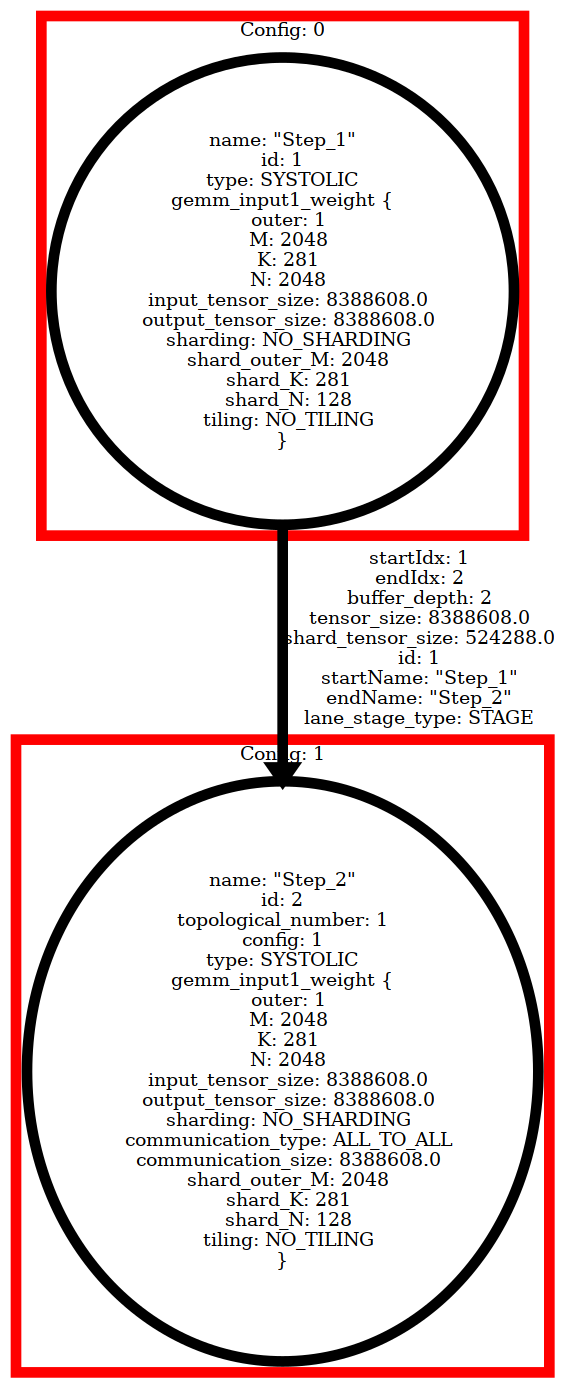 Config: 0
name: "Step_1"
id: 1
type: SYSTOLIC
gemm_input1_weight {
outer: 1
M: 2048
K: 281
N: 2048
input_tensor_size: 8388608.0
output_tensor_size: 8388608.0
sharding: NO_SHARDING
shard_outer_M: 2048
shard_K: 281
shard_N: 128
tiling: NO_TILING
}
startIdx: 1
endIdx: 2
buffer_depth: 2
tensor_size: 8388608.0
shard_tensor_size: 524288.0
id: 1
startName: "Step_1"
endName: "Step_2"
lane_stage_type: STAGE
Config: 1
name: "Step_2"
id: 2
topological_number: 1
config: 1
type: SYSTOLIC
gemm_input1_weight {
outer: 1
M: 2048
K: 281
N: 2048
input_tensor_size: 8388608.0
output_tensor_size: 8388608.0
sharding: NO_SHARDING
communication_type: ALL_TO_ALL
communication_size: 8388608.0
shard_outer_M: 2048
shard_K: 281
shard_N: 128
tiling: NO_TILING
}